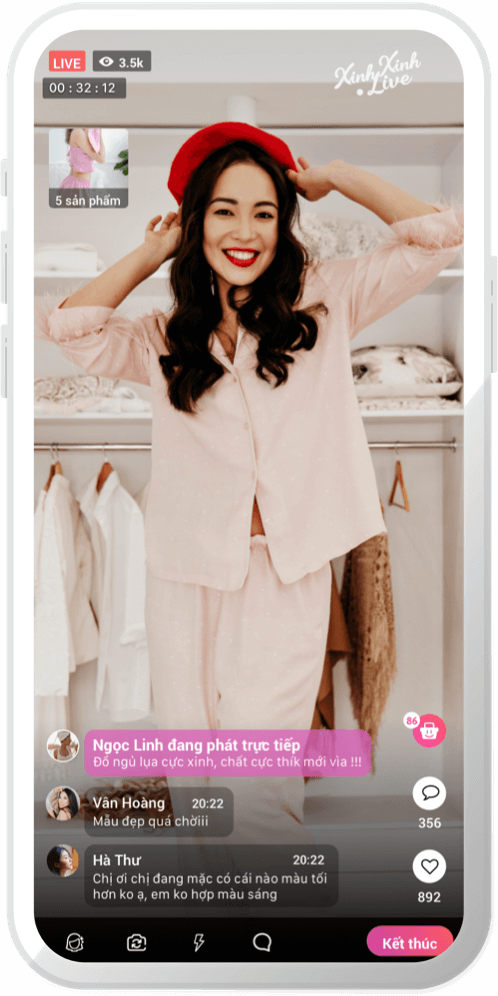 LIVE 3.5k
00 : 32 : 12
Xinh Xinh
Live
5 sản phẩm
86
Ngọc Linh đang phát trực tiếp
Đồ ngủ lụa cực xinh, chất cực thík mới vìa !!!
Vân Hoàng 20:22
Mẫu đẹp quá chờiii
356
Hà Thư 20:22
Chị ơi chị đang mặc có cái nào màu tối
hơn ko ạ, em ko hợp màu sáng
892
Kết thúc